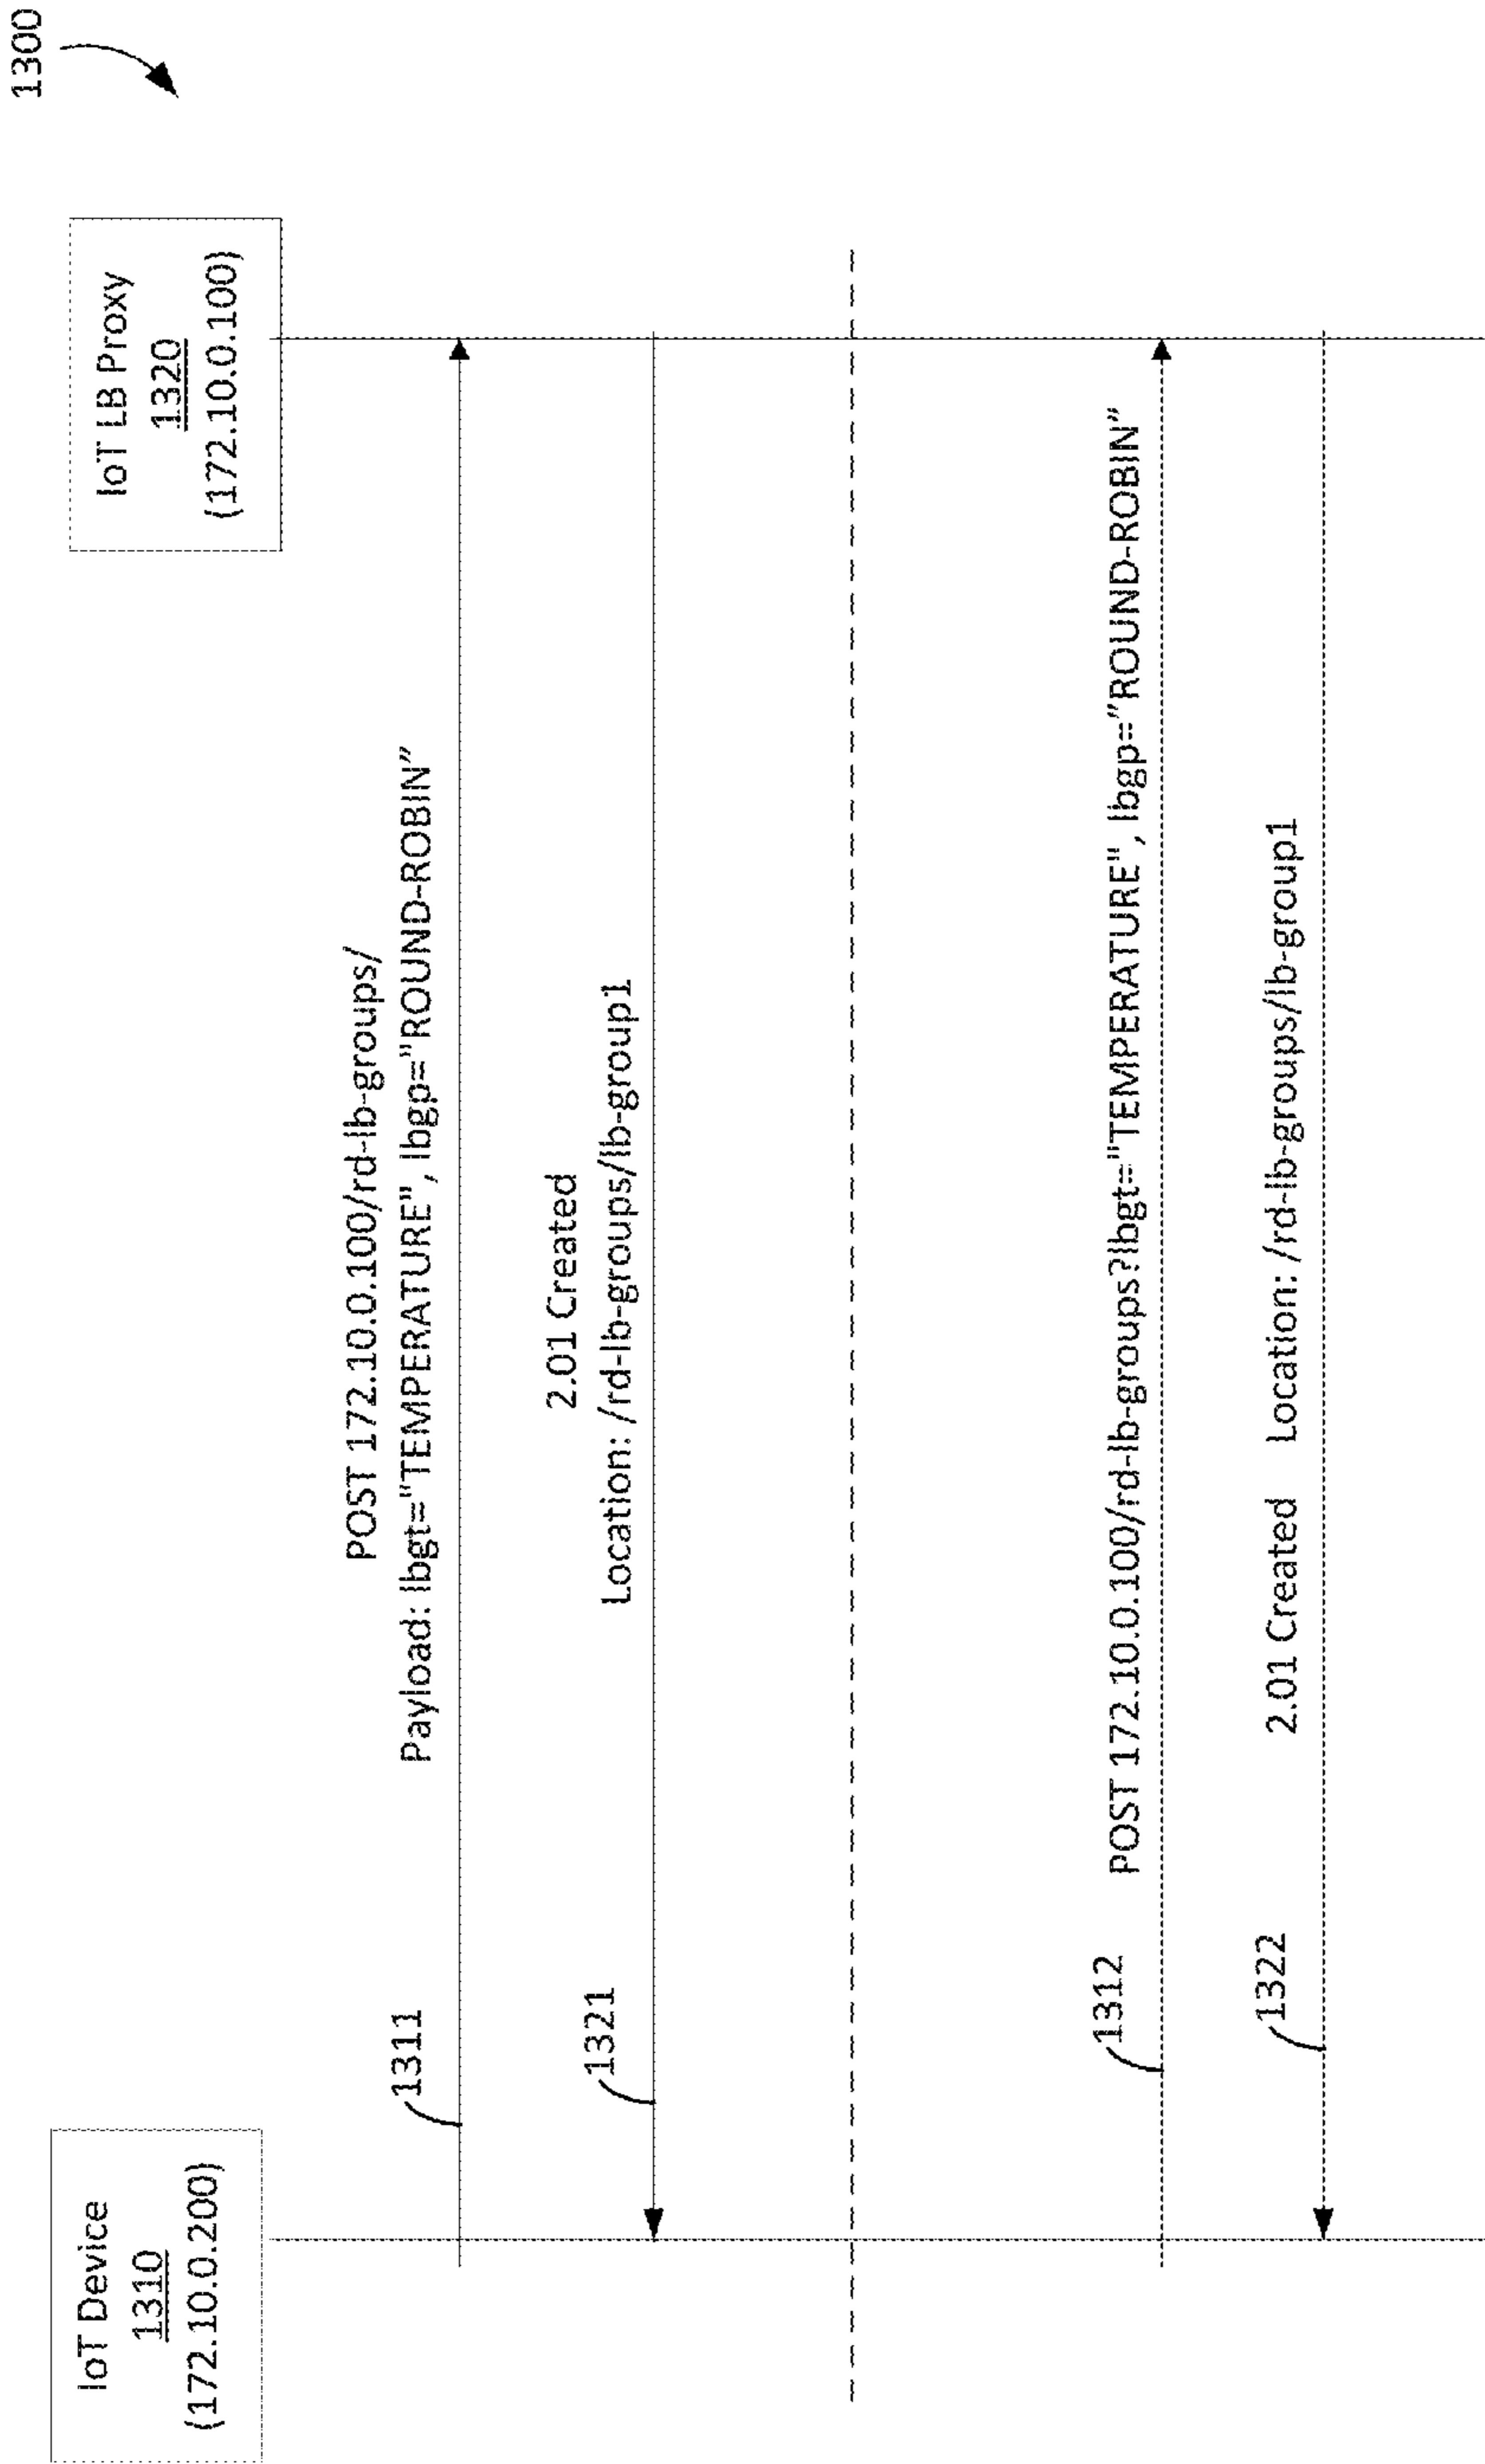 1300
IoT Device
1310
(172.10.0.200)
IoT LB Proxy
1320
(172.10.0.100)
POST 172.10.0.100/rd-lb-groups/
Payload: lbgt="TEMPERATURE", lbgp="ROUND-ROBIN"
1311
2.01 Created
Location: /rd-lb-groups/lb-group1
1321
POST 172.10.0.100/rd-lb-groups?lbgt="TEMPERATURE", lbgp="ROUND-ROBIN"
1312
2.01 Created Location: /rd-lb-groups/lb-group1
1322